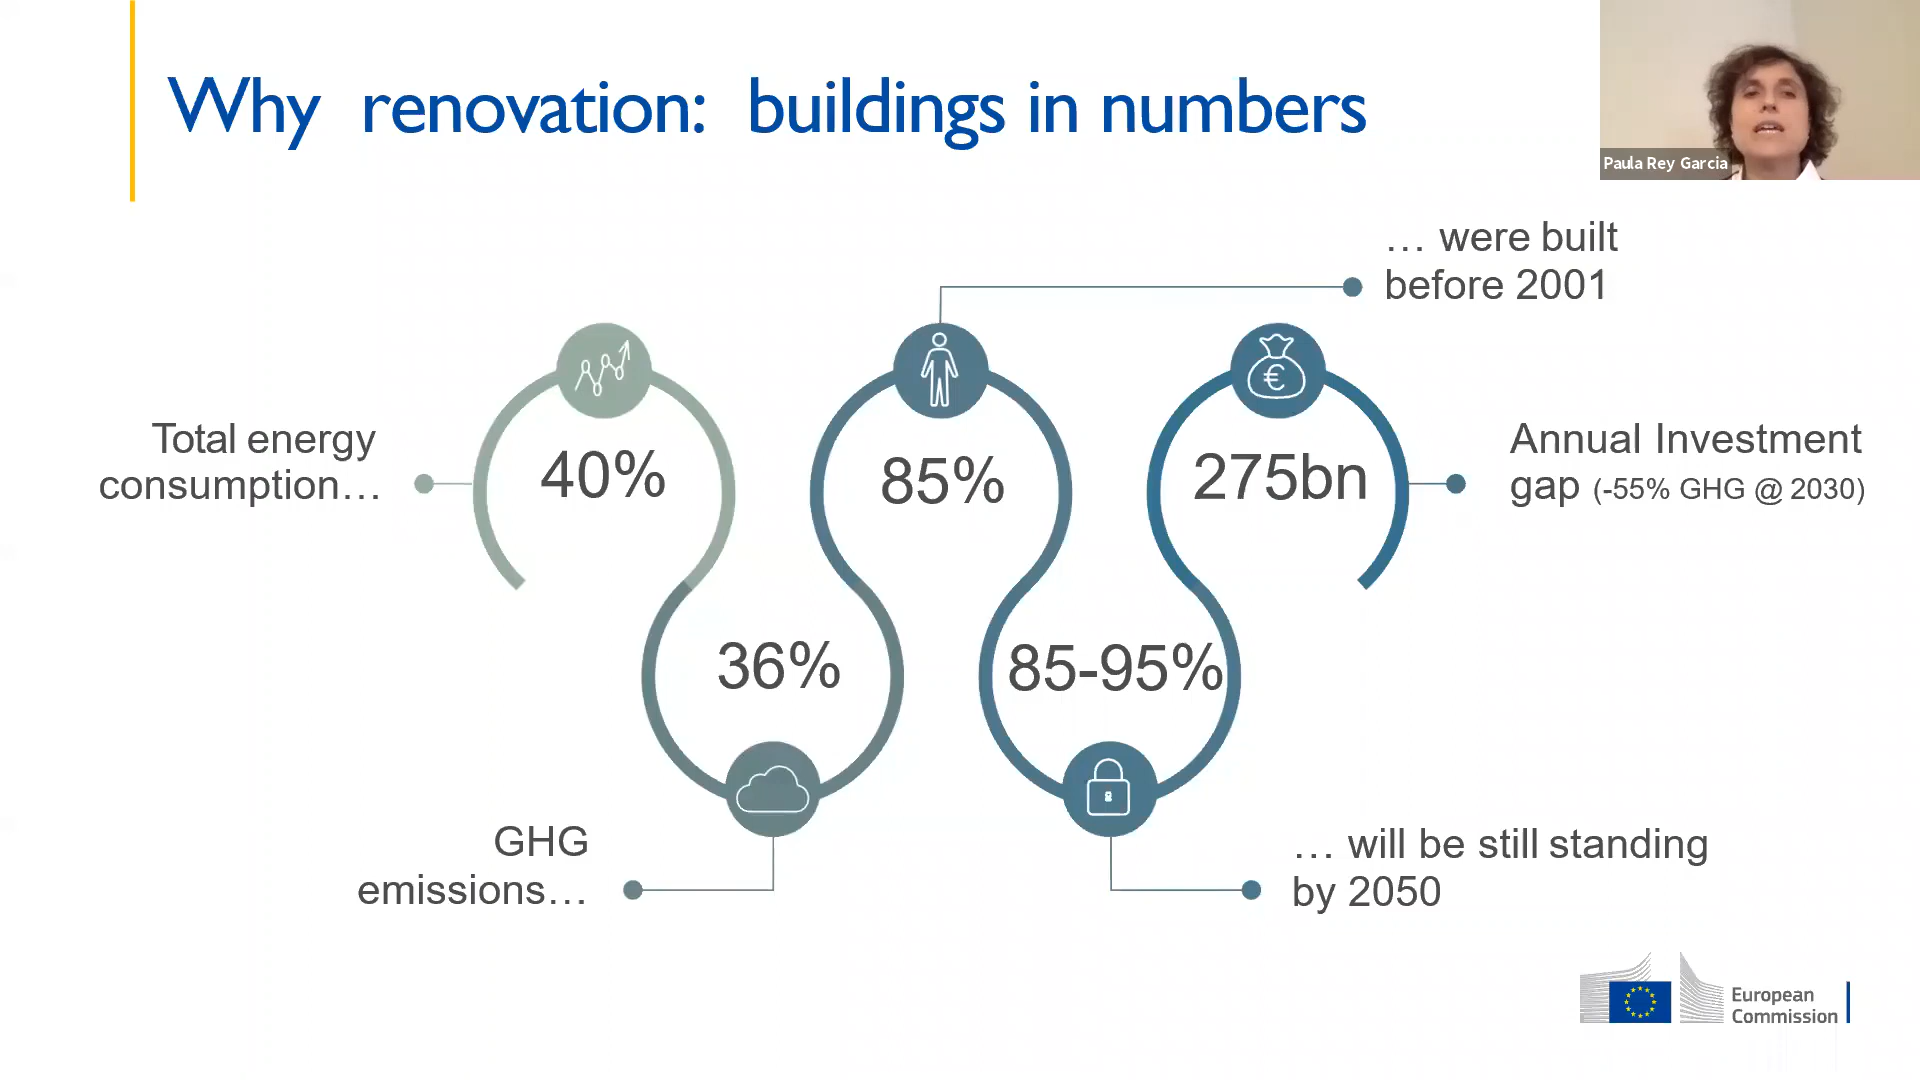 Why renovation: buildings in numbers
Paula Rey Garcia
… were built
before 2001
Total energy
consumption…
40%
85%
€
275bn
Annual Investment
gap (-55% GHG @ 2030)
36%
85-95%
GHG
emissions…
… will be still standing
by 2050
European
Commission